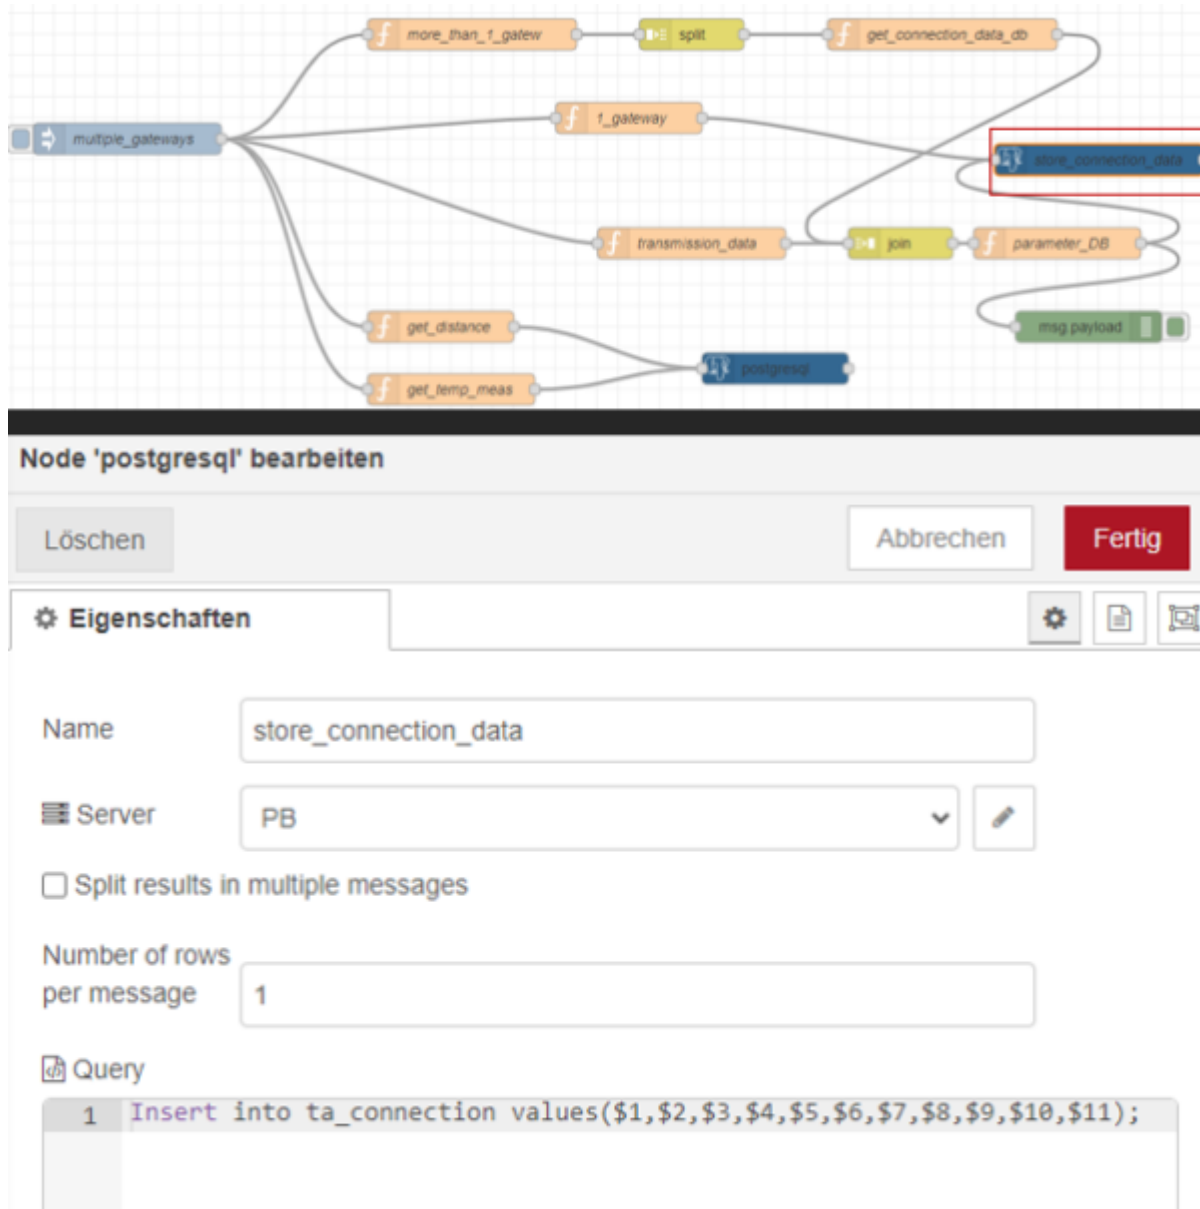 more_than_1_gatew
split
get_connection_data_db
1_gateway
multiple_gateways
store_connection_data
transmission_data
join
parameter_DB
get_distance
msg.payload
postgresql
get_temp_meas
Node 'postgresql' bearbeiten
Löschen
Abbrechen
Fertig
Eigenschaften
Name
store_connection_data
Server
PB
Split results in multiple messages
Number of rows
per message
1
Query
1 Insert into ta_connection values($1,$2,$3,$4,$5,$6,$7,$8,$9,$10,$11);